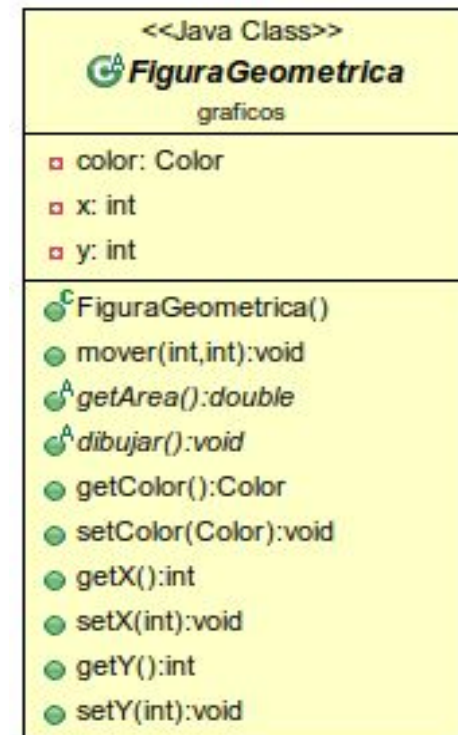 <<Java Class>>
FiguraGeometrica
graficos
color: Color
x: int
y: int
FiguraGeometrica()
mover(int,int):void
getArea():double
dibujar():void
getColor():Color
setColor(Color):void
getX():int
setX(int):void
getY():int
setY(int):void